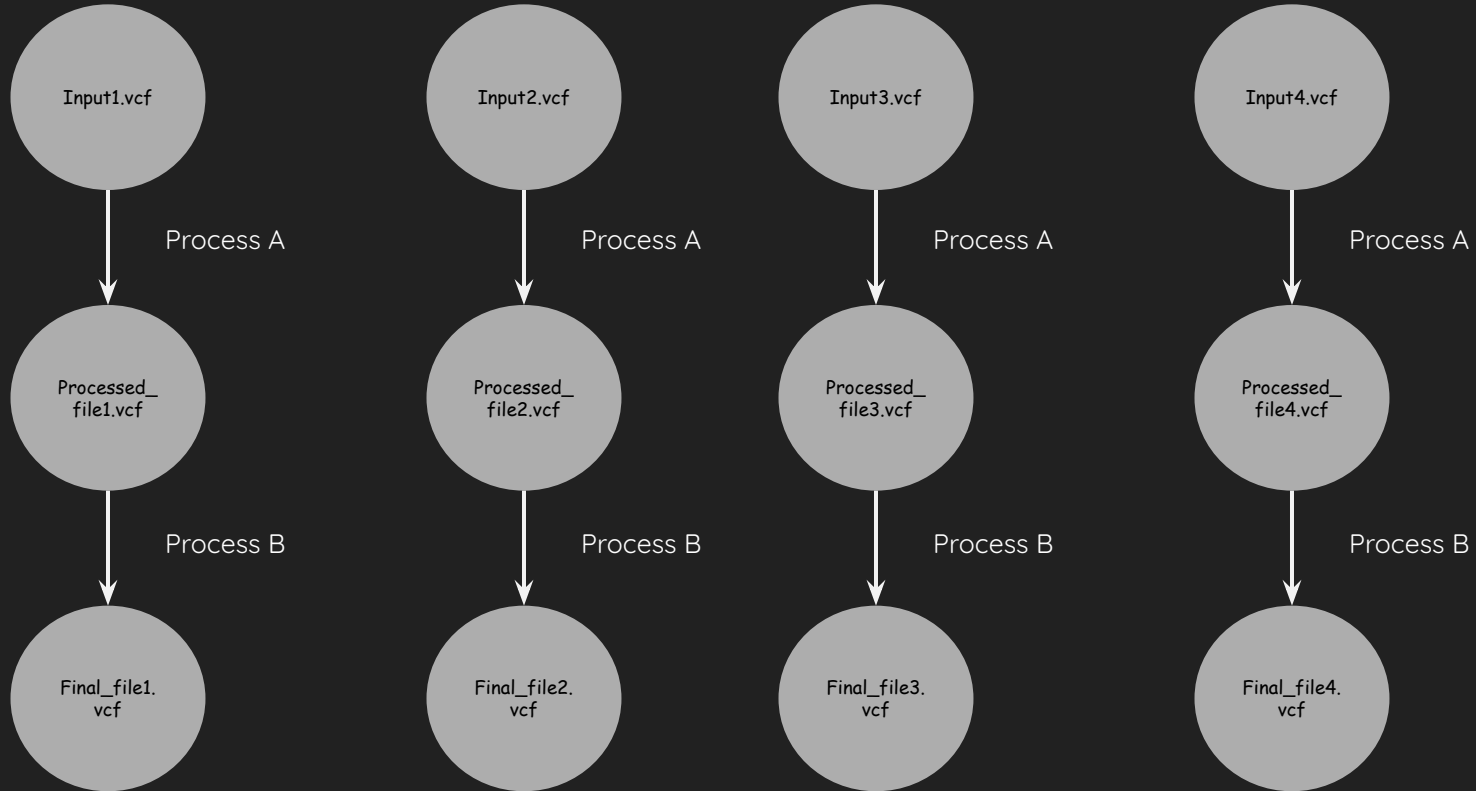 Input1.vcf
Input2.vcf
Input3.vcf
Input4.vcf
Process A
Process A
Process A
Process A
Processed_
file1.vcf
Processed_
file2.vcf
Processed_
file3.vcf
Processed_
file4.vcf
Process B
Process B
Process B
Process B
Final_file1.
vcf
Final_file2.
vcf
Final_file3.
vcf
Final_file4.
vcf